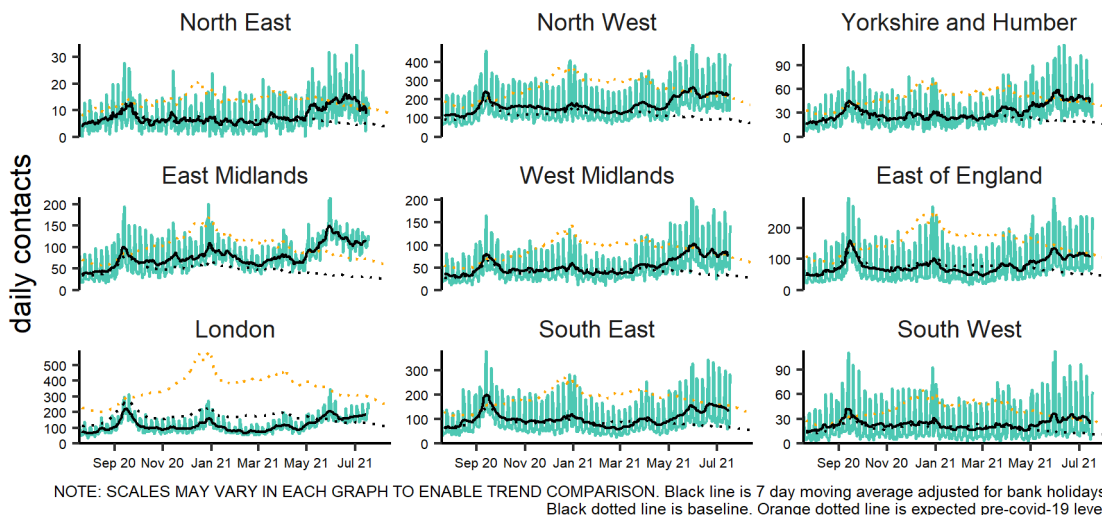 North East
North West
Yorkshire and Humber
30
20
10
0
400
300
200
100
0
90
60
30
0
daily contacts
East Midlands
West Midlands
East of England
200
150
100
50
0
200
150
100
50
0
200
100
0
London
South East
South West
500
400
300
200
100
0
300
200
100
0
90
60
30
0
Sep 20 Nov 20 Jan 21 Mar 21 May 21 Jul 21
Sep 20 Nov 20 Jan 21 Mar 21 May 21 Jul 21
Sep 20 Nov 20 Jan 21 Mar 21 May 21 Jul 21
NOTE: SCALES MAY VARY IN EACH GRAPH TO ENABLE TREND COMPARISON. Black line is 7 day moving average adjusted for bank holidays
Black dotted line is baseline. Orange dotted line is expected pre-covid-19 leve